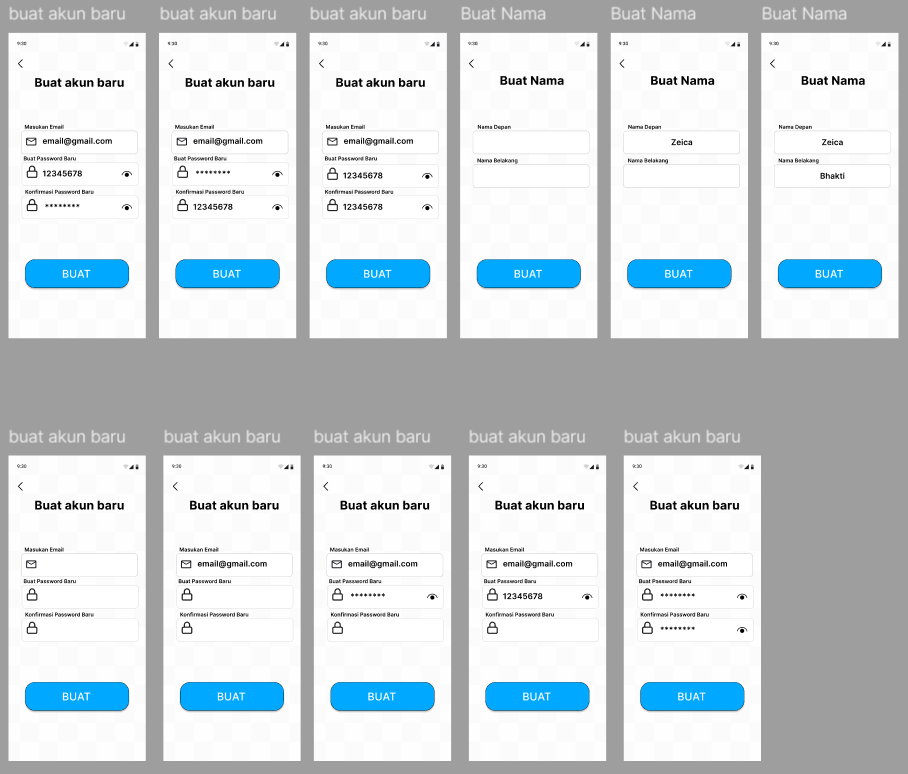 buat akun baru
9:30
Buat akun baru
Masukan Email
email@gmail.com
Buat Password Baru
12345678
Konfirmasi Password Baru
********
BUAT
buat akun baru
9:30
Buat akun baru
Masukan Email
email@gmail.com
Buat Password Baru
********
Konfirmasi Password Baru
12345678
BUAT
buat akun baru
9:30
Buat akun baru
Masukan Email
email@gmail.com
Buat Password Baru
12345678
Konfirmasi Password Baru
12345678
BUAT
Buat Nama
9:30
Buat Nama
Nama Depan
Nama Belakang
BUAT
Buat Nama
9:30
Buat Nama
Nama Depan
Zeica
Nama Belakang
BUAT
Buat Nama
9:30
Buat Nama
Nama Depan
Zeica
Nama Belakang
Bhakti
BUAT
buat akun baru
9:30
Buat akun baru
Masukan Email
Buat Password Baru
Konfirmasi Password Baru
BUAT
buat akun baru
9:30
Buat akun baru
Masukan Email
email@gmail.com
Buat Password Baru
Konfirmasi Password Baru
BUAT
buat akun baru
9:30
Buat akun baru
Masukan Email
email@gmail.com
Buat Password Baru
********
Konfirmasi Password Baru
BUAT
buat akun baru
9:30
Buat akun baru
Masukan Email
email@gmail.com
Buat Password Baru
12345678
Konfirmasi Password Baru
BUAT
buat akun baru
9:30
Buat akun baru
Masukan Email
email@gmail.com
Buat Password Baru
********
Konfirmasi Password Baru
********
BUAT